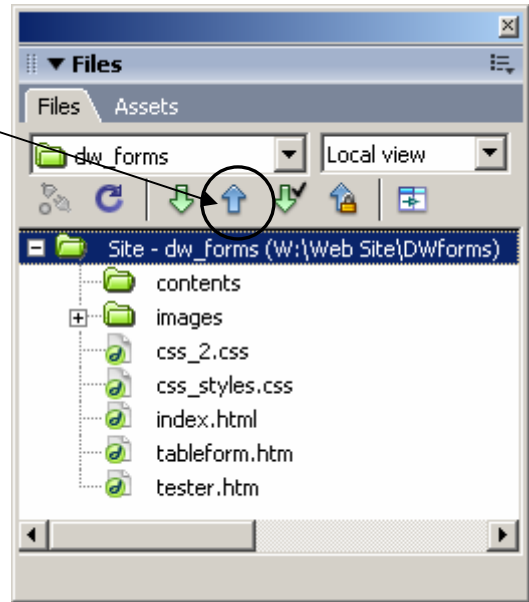 Files
Files Assets
dw_forms Local view
Site - dw_forms (W:\Web Site\DWforms)
contents
images
css_2.css
css_styles.css
index.html
tableform.htm
tester.htm